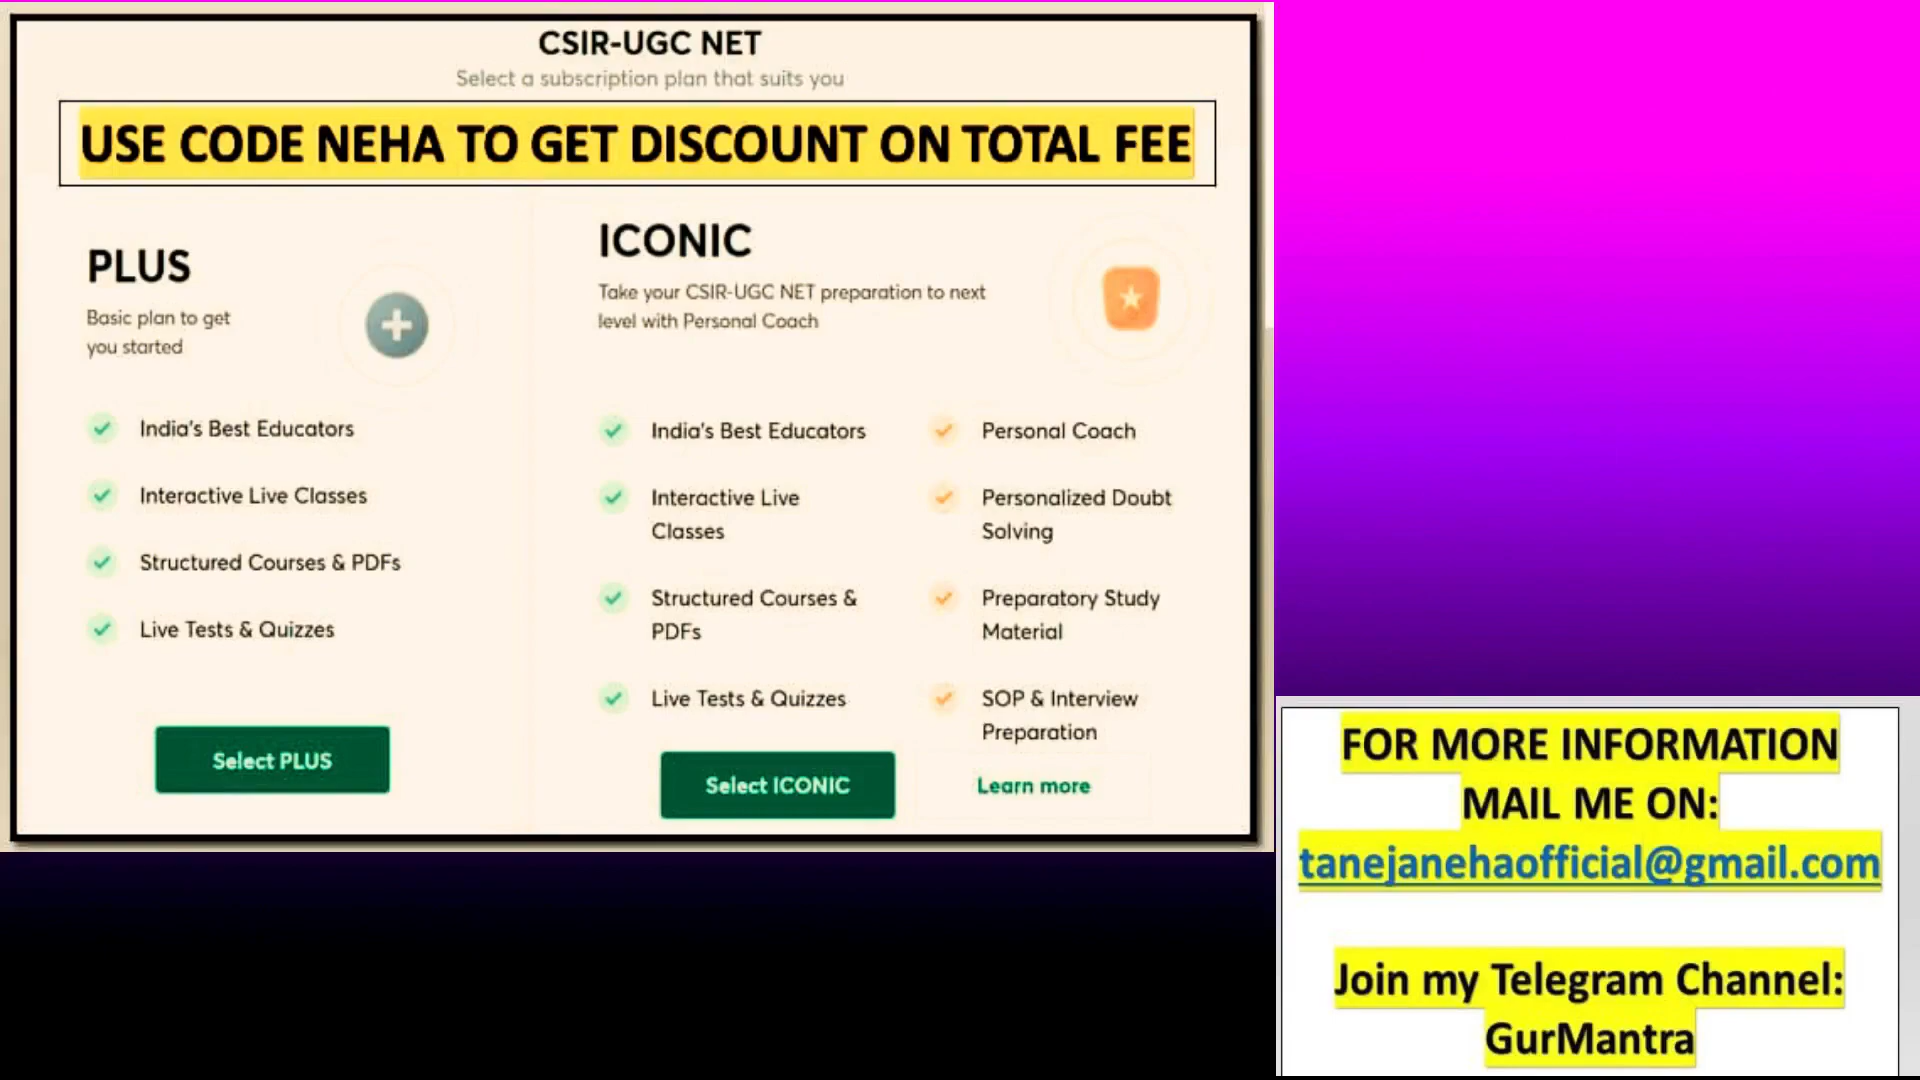 CSIR-UGC NET
Select a subscription plan that suits you
USE CODE NEHA TO GET DISCOUNT ON TOTAL FEE
PLUS
Basic plan to get
you started
India's Best Educators
Interactive Live Classes
Structured Courses & PDFs
Live Tests & Quizzes
Select PLUS
ICONIC
Take your CSIR-UGC NET preparation to next
level with Personal Coach
India's Best Educators
Interactive Live
Classes
Structured Courses &
PDFs
Live Tests & Quizzes
Personal Coach
Personalized Doubt
Solving
Preparatory Study
Material
SOP & Interview
Preparation
Select ICONIC
Learn more
FOR MORE INFORMATION
MAIL ME ON:
tanejanehaofficial@gmail.com
Join my Telegram Channel:
GurMantra